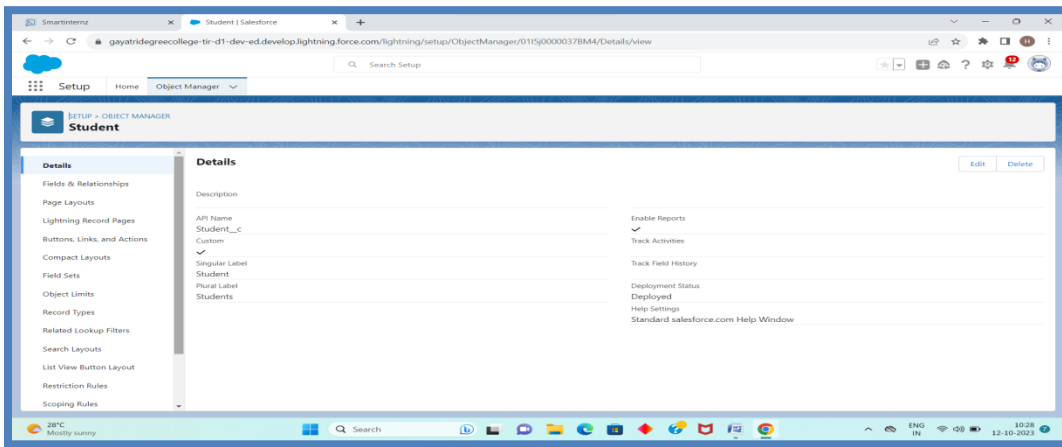 Smartinternz
Student | Salesforce
gayatridegreecollege-tir-d1-dev-ed.develop.lightning.force.com/lightning/setup/ObjectManager/01I5j00000378M4/Details/view
H
Search Setup
12
Setup Home Object Manager
SETUP > OBJECT MANAGER
Student
Details
Fields & Relationships
Page Layouts
Lightning Record Pages
Buttons, Links, and Actions
Compact Layouts
Field Sets
Object Limits
Record Types
Related Lookup Filters
Search Layouts
List View Button Layout
Restriction Rules
Scoping Rules
Details
Edit Delete
Description
API Name
Student__c
Custom
Singular Label
Student
Plural Label
Students
Enable Reports
Track Activities
Track Field History
Deployment Status
Deployed
Help Settings
Standard salesforce.com Help Window
28°C
Mostly sunny
Search
ENG
IN
10:28
12-10-2023